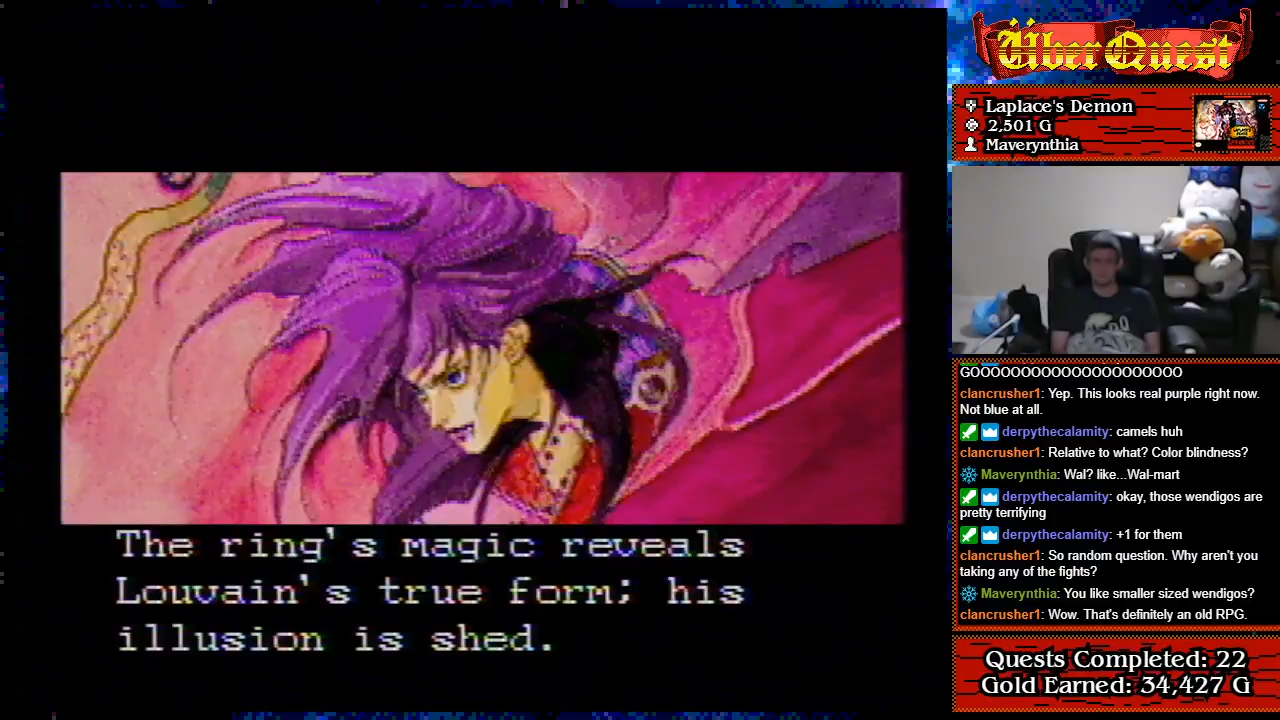 ÜberQuest
Laplace's Demon
2,501 G
Maverynthia
GOOOOOOOOOOOOOOOOOOOOO
clancrusher1: Yep. This looks real purple right now.
Not blue at all.
derpythecalamity: camels huh
clancrusher1: Relative to what? Color blindness?
Maverynthia: Wal? like...Wal-mart
derpythecalamity: okay, those wendigos are
pretty terrifying
derpythecalamity: +1 for them
clancrusher1: So random question. Why aren't you
taking any of the fights?
Maverynthia: You like smaller sized wendigos?
clancrusher1: Wow. That's definitely an old RPG.
The ring's magic reveals
Louvain's true form; his
illusion is shed.
Quests Completed: 22
Gold Earned: 34,427 G